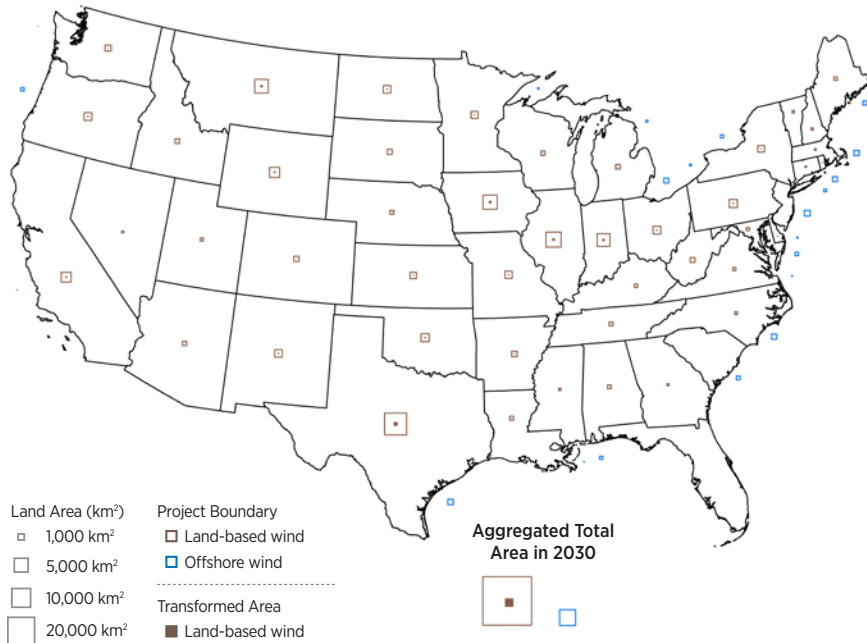 Land Area (km²)
1,000 km²
5,000 km²
10,000 km²
20,000 km²
Project Boundary
Land-based wind
Offshore wind
Transformed Area
Land-based wind
Aggregated Total
Area in 2030